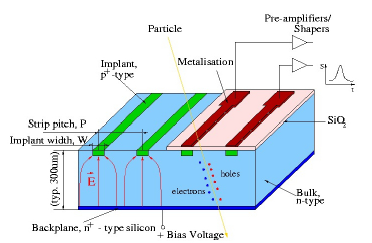 Pre-amplifiers/
Shapers
Particle
Implant,
p+-type
Metalisation
S
t
Strip pitch, P
SiO2
Implant width, W
(typ. 300um)
E
holes
electrons
Bulk,
n-type
Backplane, n+ - type silicon
+ Bias Voltage